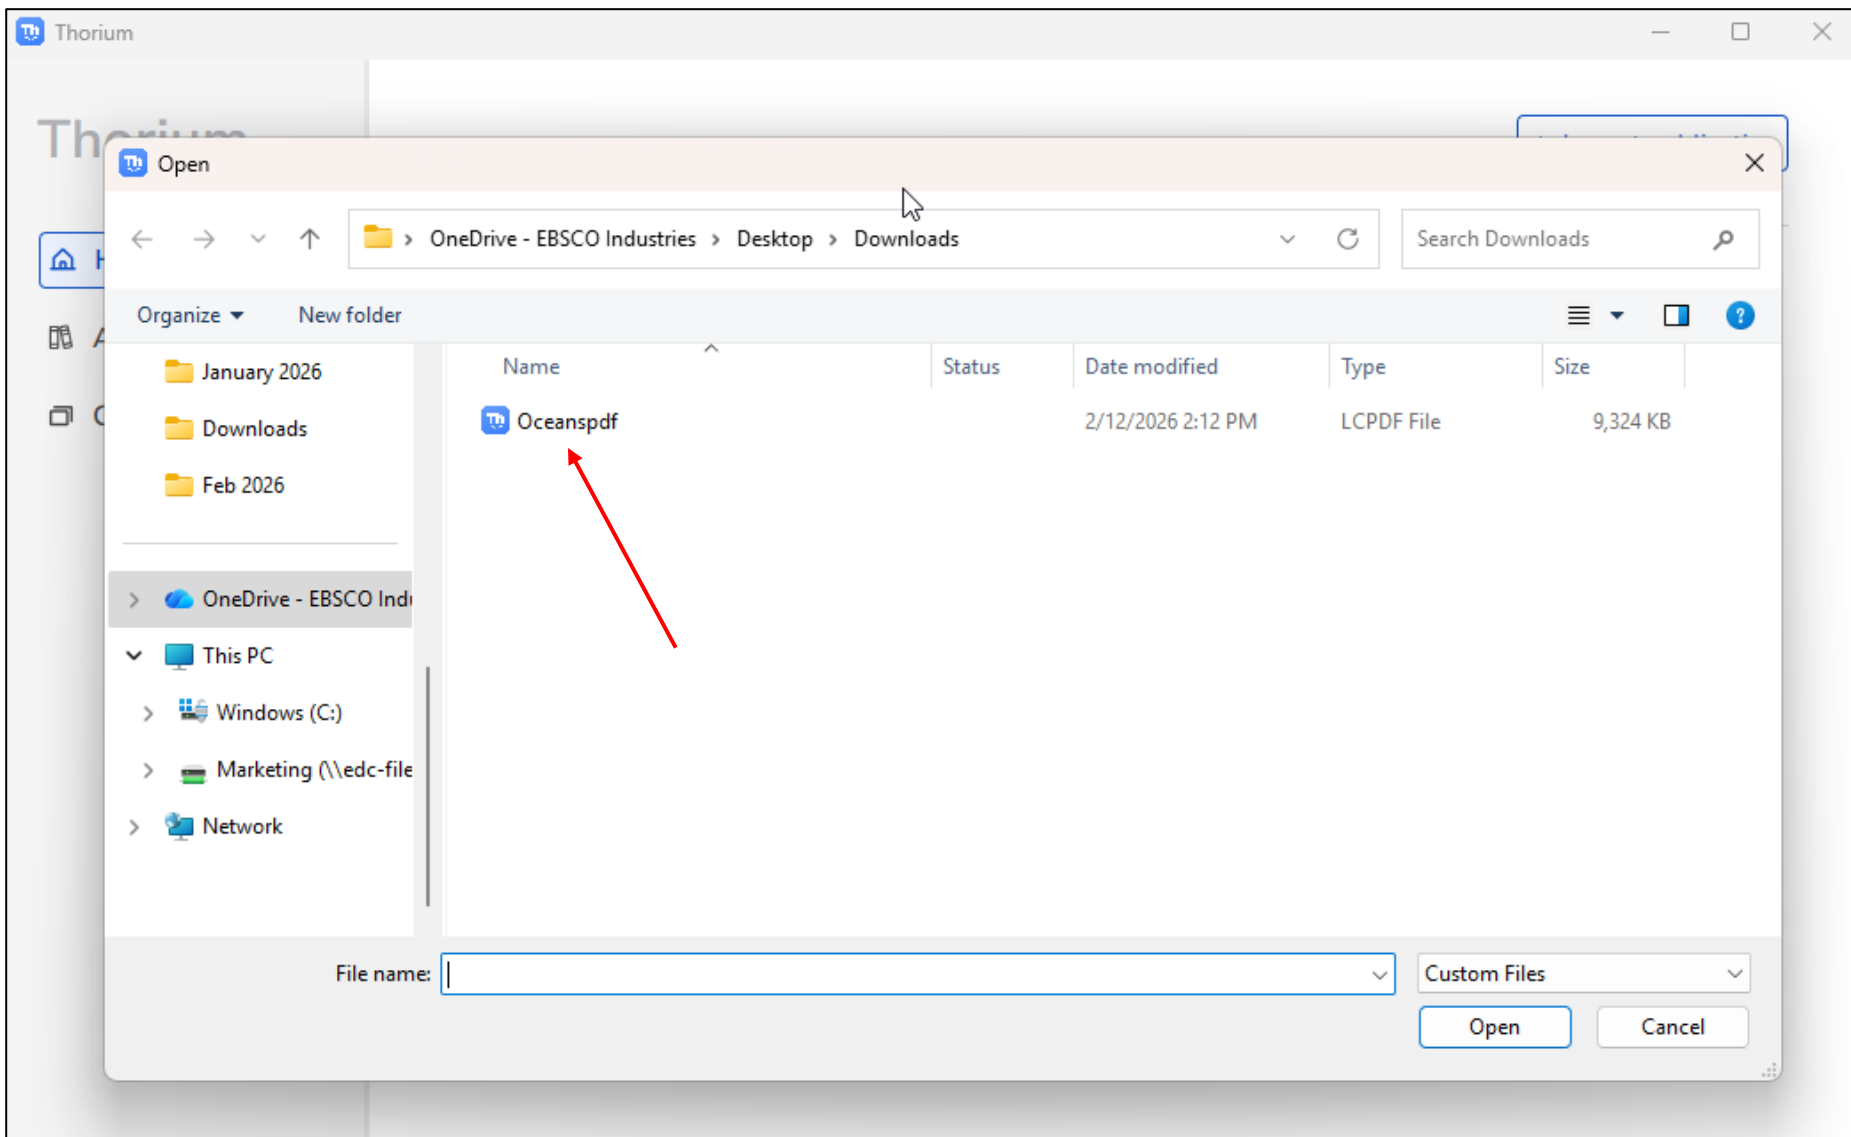 Thorium
Thorium
Open
OneDrive - EBSCO Industries > Desktop > Downloads
Search Downloads
Organize
New folder
January 2026
Downloads
Feb 2026
OneDrive - EBSCO Indu
This PC
Windows (C:)
Marketing (\\edc-file
Network
Name Status Date modified Type Size
Oceanspdf 2/12/2026 2:12 PM LCPDF File 9,324 KB
File name:
Custom Files
Open Cancel